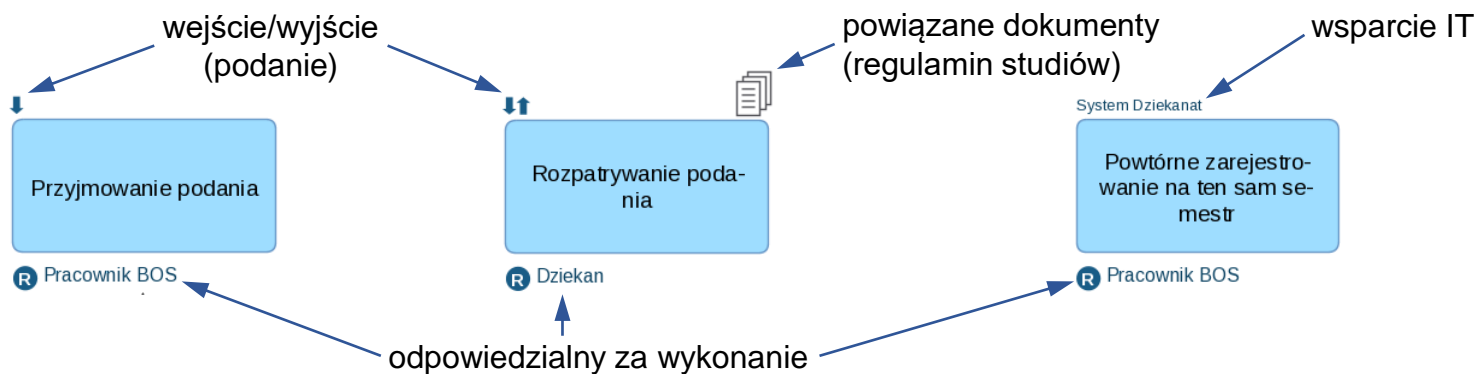 wejście/wyjście
(podanie)
powiązane dokumenty
(regulamin studiów)
wsparcie IT
System Dziekanat
Przyjmowanie podania
Rozpatrywanie poda-
nia
Powtórne zarejestro-
wanie na ten sam se-
mestr
R Pracownik BOS
R Dziekan
R Pracownik BOS
odpowiedzialny za wykonanie